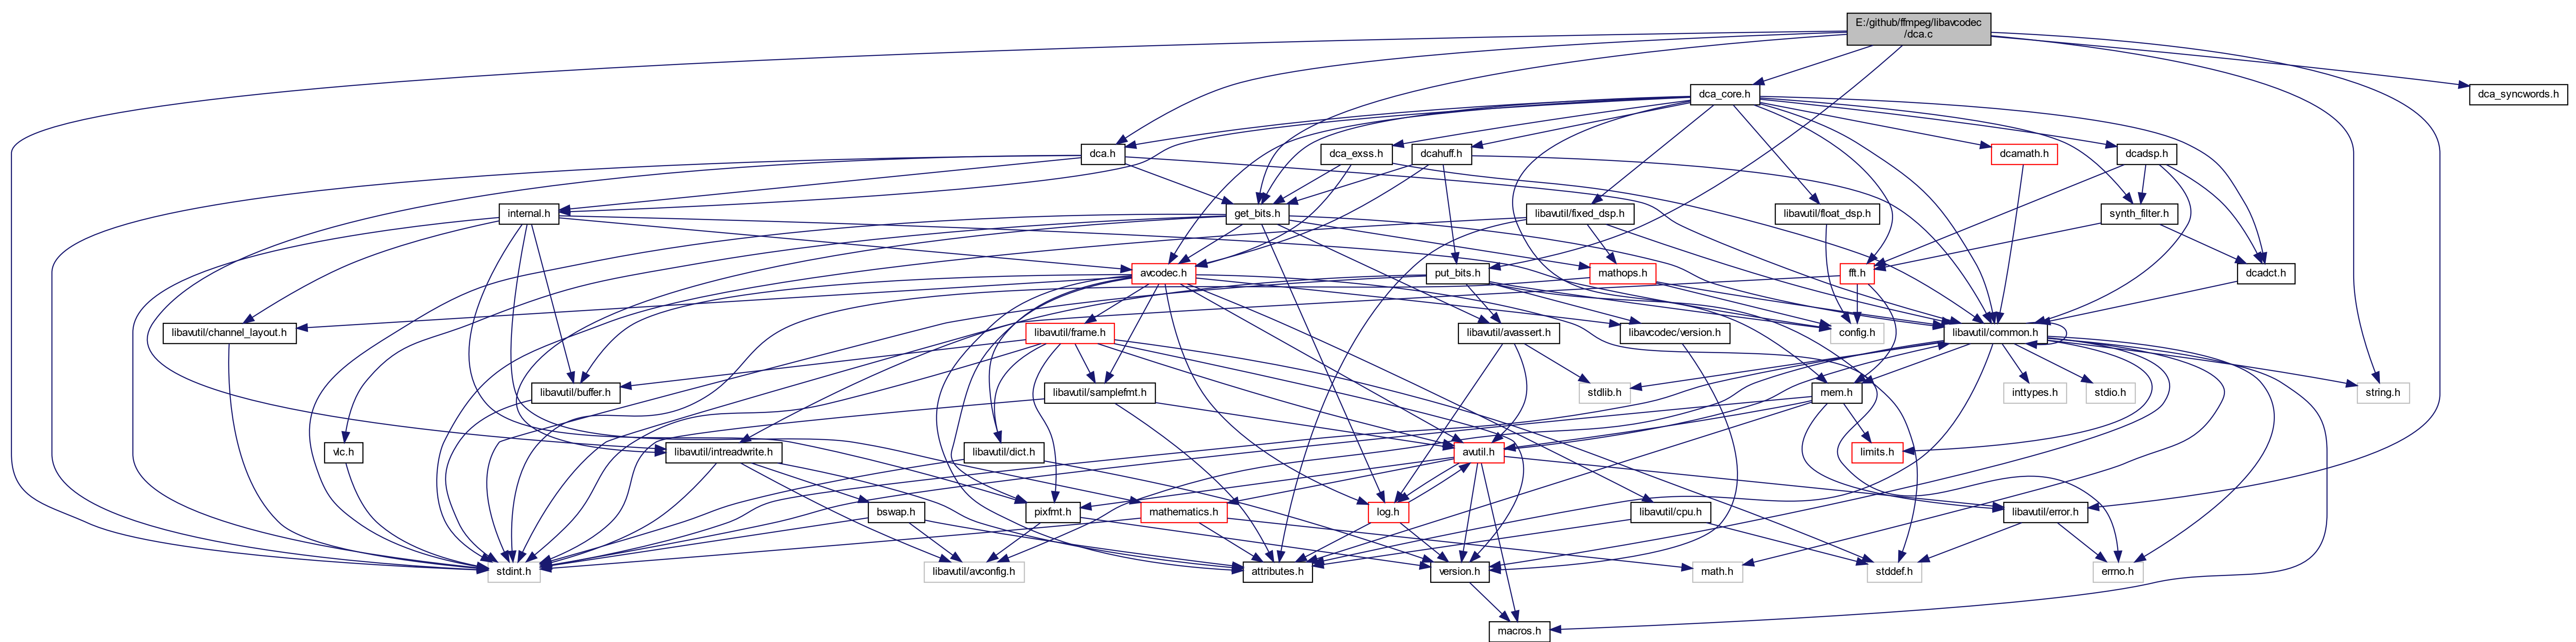 E:/github/ffmpeg/libavcodec
/dca.c
dca_core.h
dca_syncwords.h
dca.h
dca_exss.h
dcahuff.h
dcamath.h
dcadsp.h
internal.h
get_bits.h
libavutil/fixed_dsp.h
libavutil/float_dsp.h
synth_filter.h
avcodec.h
put_bits.h
mathops.h
fft.h
dcadct.h
libavutil/channel_layout.h
libavutil/frame.h
libavutil/avassert.h
libavcodec/version.h
config.h
libavutil/common.h
libavutil/buffer.h
libavutil/samplefmt.h
stdlib.h
mem.h
inttypes.h
stdio.h
string.h
vlc.h
libavutil/intreadwrite.h
libavutil/dict.h
avutil.h
limits.h
bswap.h
pixfmt.h
mathematics.h
log.h
libavutil/cpu.h
libavutil/error.h
stdint.h
libavutil/avconfig.h
attributes.h
version.h
math.h
stddef.h
errno.h
macros.h